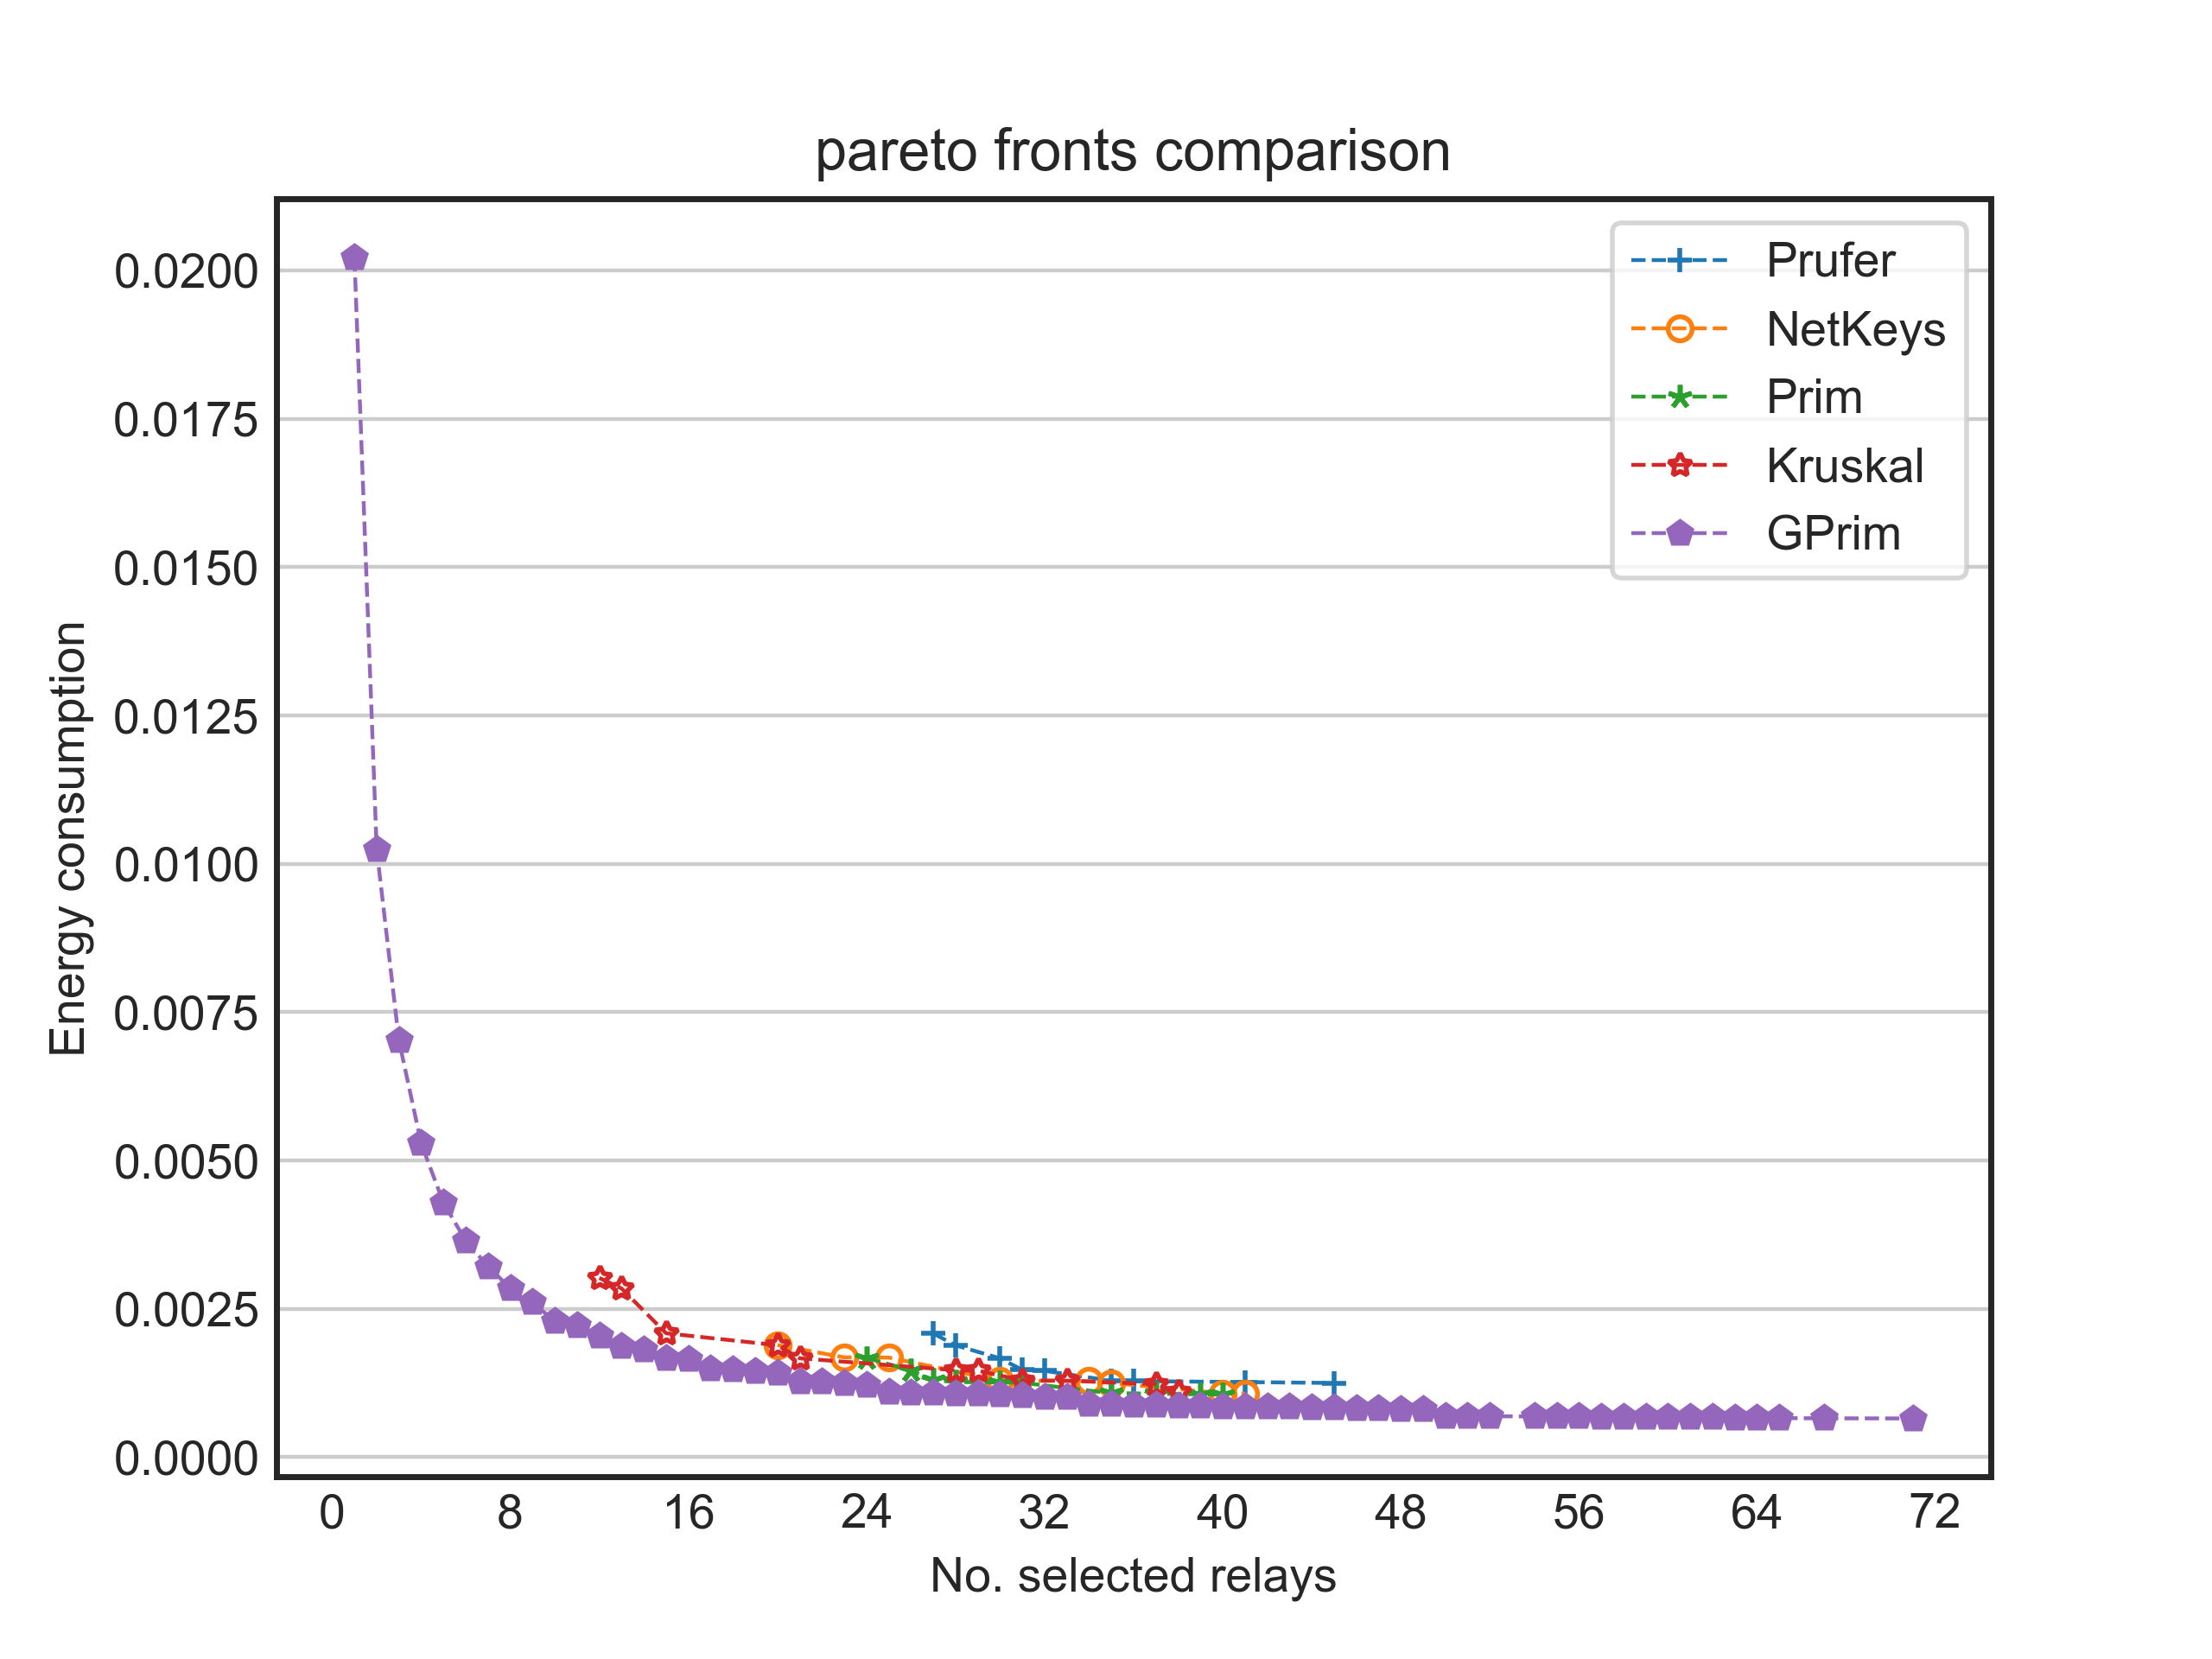 pareto fronts comparison
Prufer
NetKeys
Prim
Kruskal
GPrim
0.0200
0.0175
0.0150
0.0125
0.0100
0.0075
0.0050
0.0025
0.0000
Energy consumption
0 8 16 24 32 40 48 56 64 72
No. selected relays